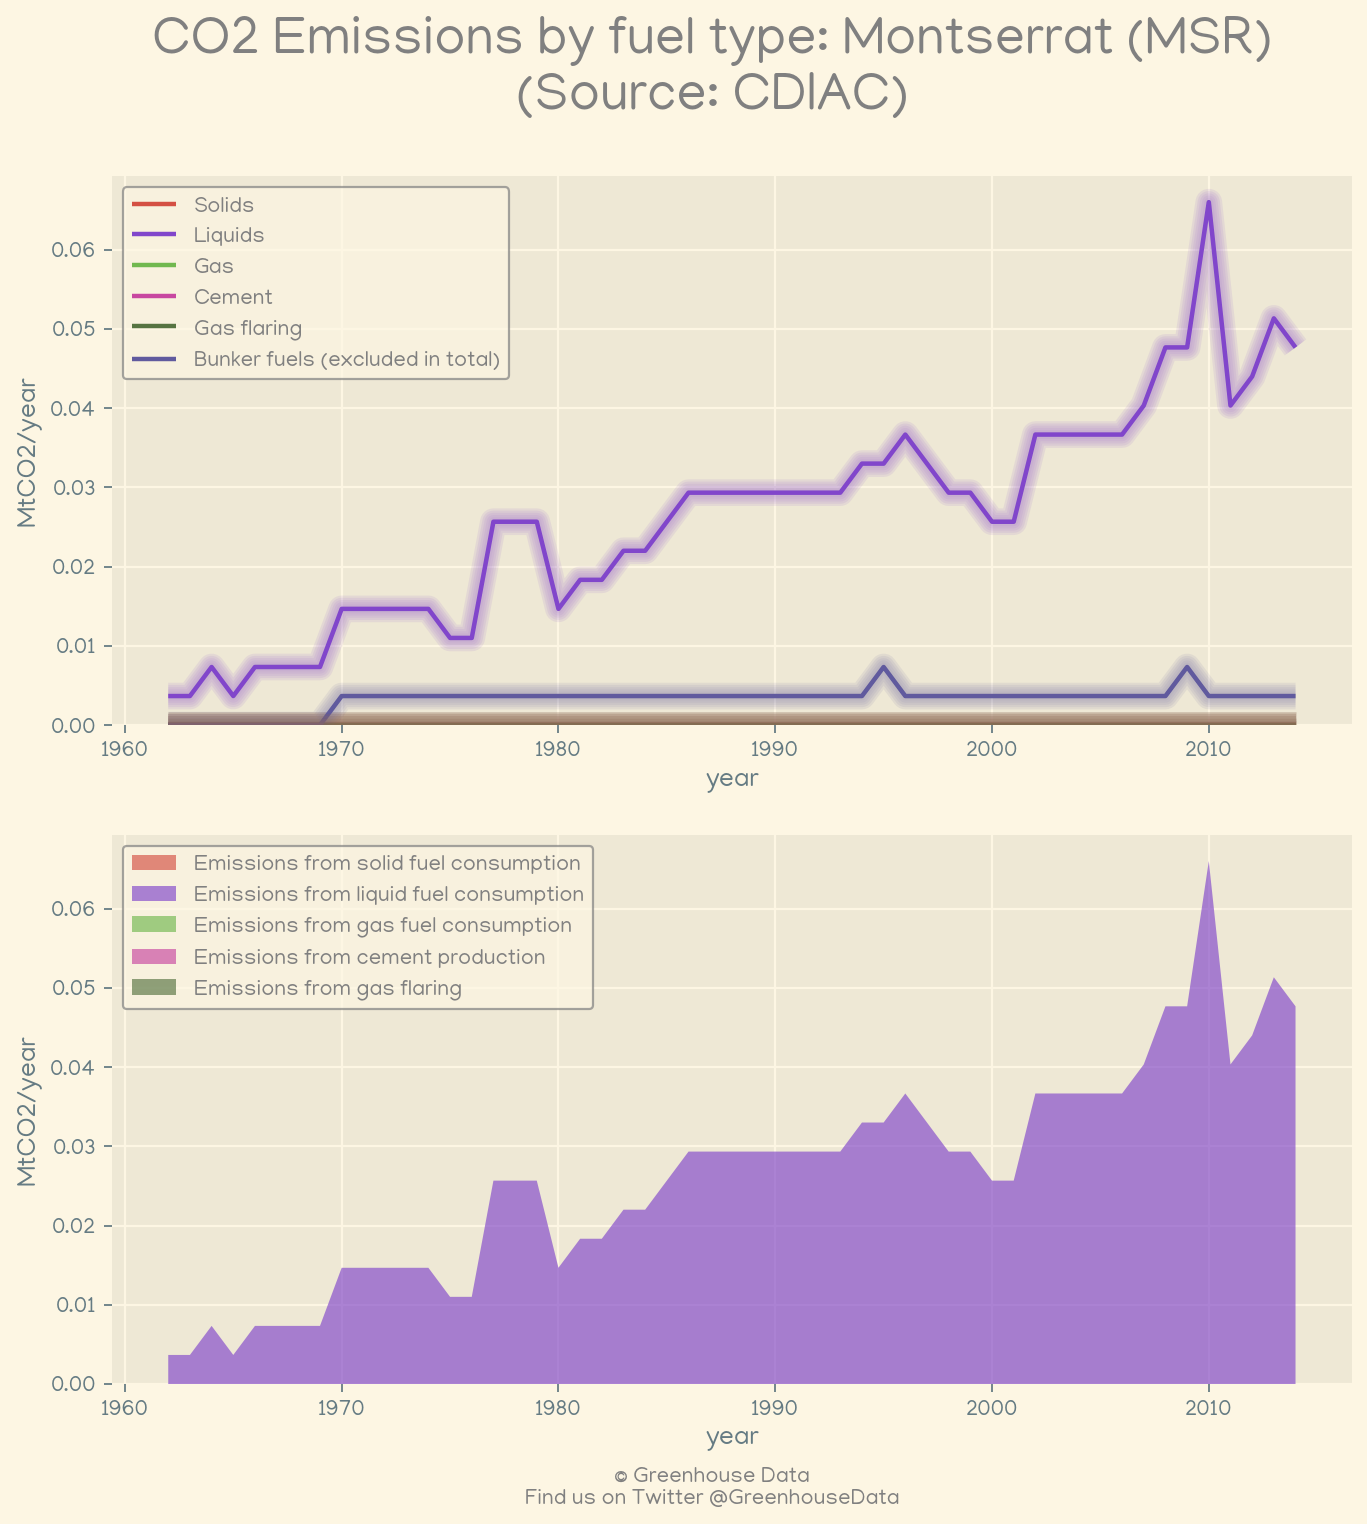 CO2 Emissions by fuel type: Montserrat (MSR)
(Source: CDIAC)
Solids
Liquids
Gas
Cement
Gas flaring
Bunker fuels (excluded in total)
0.06
0.05
0.04
0.03
0.02
0.01
0.00
MtCO2/year
1960 1970 1980 1990 2000 2010
year
Emissions from solid fuel consumption
Emissions from liquid fuel consumption
Emissions from gas fuel consumption
Emissions from cement production
Emissions from gas flaring
0.06
0.05
0.04
0.03
0.02
0.01
0.00
MtCO2/year
1960 1970 1980 1990 2000 2010
year
© Greenhouse Data
Find us on Twitter @GreenhouseData